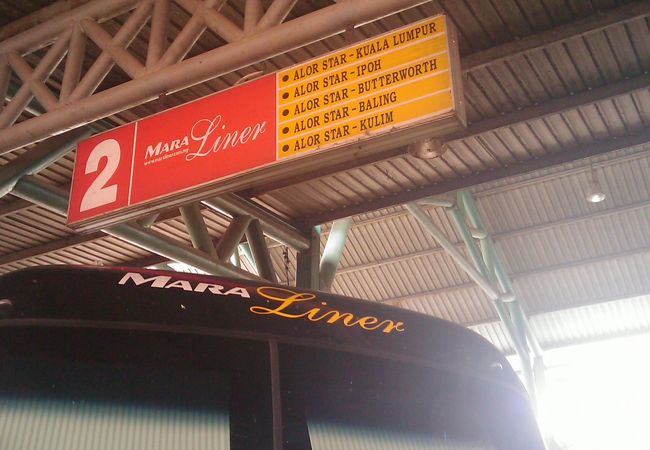 2
MARA Liner
www.maraliner.com.my
• ALOR STAR - KUALA LUMPUR
• ALOR STAR - IPOH
• ALOR STAR - BUTTERWORTH
• ALOR STAR - BALING
• ALOR STAR - KULIM
MARA Liner